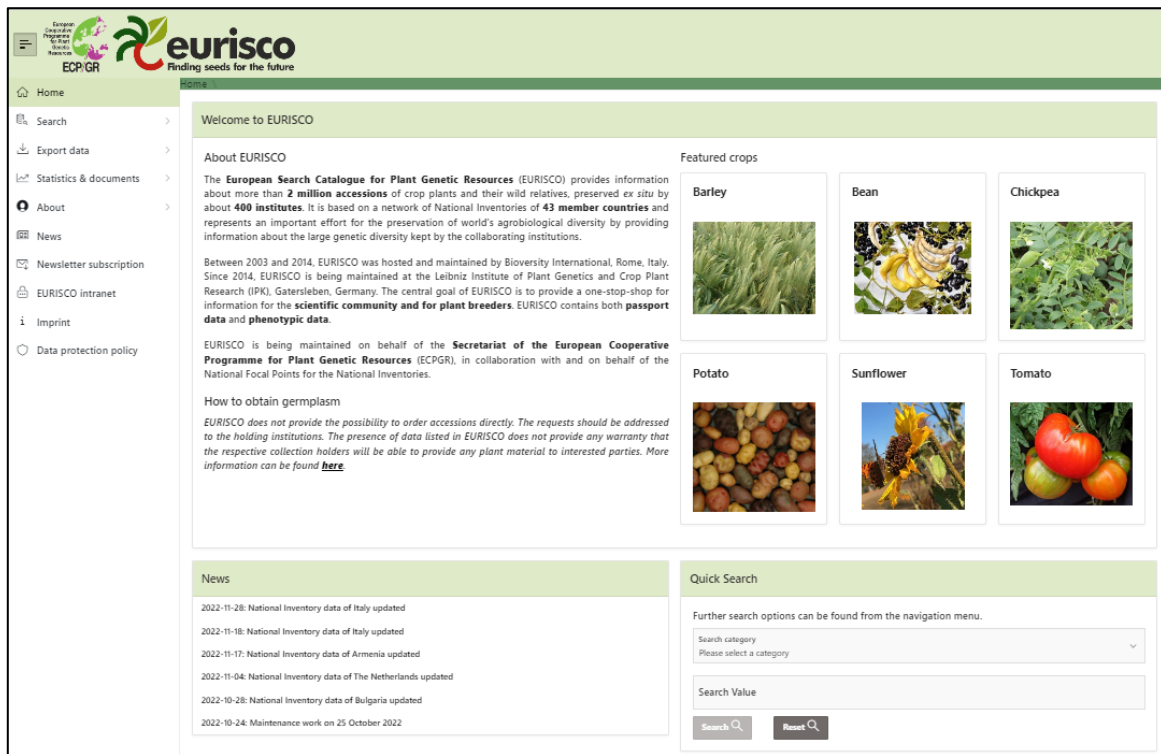 European
Cooperative
Programme
for Plant
Genetic
Resources
ECP/GR
eurisco
Finding seeds for the future
Home \
Home
Search
Export data
Statistics & documents
About
News
Newsletter subscription
EURISCO intranet
Imprint
Data protection policy
Welcome to EURISCO
About EURISCO
The European Search Catalogue for Plant Genetic Resources (EURISCO) provides information
about more than 2 million accessions of crop plants and their wild relatives, preserved ex situ by
about 400 institutes. It is based on a network of National Inventories of 43 member countries and
represents an important effort for the preservation of world's agrobiological diversity by providing
information about the large genetic diversity kept by the collaborating institutions.
Between 2003 and 2014, EURISCO was hosted and maintained by Bioversity International, Rome, Italy.
Since 2014, EURISCO is being maintained at the Leibniz Institute of Plant Genetics and Crop Plant
Research (IPK), Gatersleben, Germany. The central goal of EURISCO is to provide a one-stop-shop for
information for the scientific community and for plant breeders. EURISCO contains both passport
data and phenotypic data.
EURISCO is being maintained on behalf of the Secretariat of the European Cooperative
Programme for Plant Genetic Resources (ECPGR), in collaboration with and on behalf of the
National Focal Points for the National Inventories.
How to obtain germplasm
EURISCO does not provide the possibility to order accessions directly. The requests should be addressed
to the holding institutions. The presence of data listed in EURISCO does not provide any warranty that
the respective collection holders will be able to provide any plant material to interested parties. More
information can be found here.
Featured crops
Barley
Bean
Chickpea
Potato
Sunflower
Tomato
News
2022-11-28: National Inventory data of Italy updated
2022-11-18: National Inventory data of Italy updated
2022-11-17: National Inventory data of Armenia updated
2022-11-04: National Inventory data of The Netherlands updated
2022-10-28: National Inventory data of Bulgaria updated
2022-10-24: Maintenance work on 25 October 2022
Quick Search
Further search options can be found from the navigation menu.
Search category
Please select a category
Search Value
Search
Reset